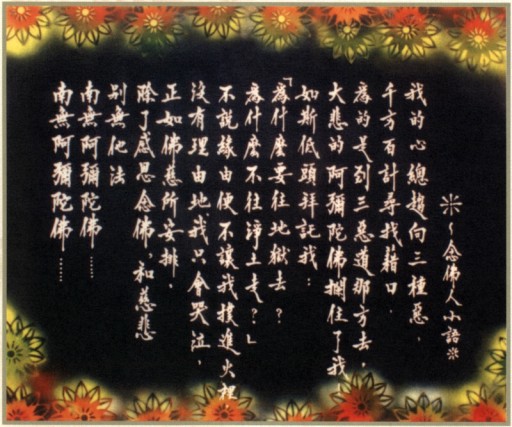 ※～念佛人小語※
我的心總趨向三種惡，
千方百計尋找藉口，
為的是到三惡道那方去，
大悲的阿彌陀佛攔住了我，
如斯低頭拜託我：
「為什麼要往地獄去？
為什麼不往淨土走？」
不說緣由便不讓我撲進火裡，
沒有理由地我只會哭泣，
正如佛慈所安排，
除了感恩念佛，和慈悲
別無他法
南無阿彌陀佛……
南無阿彌陀佛……